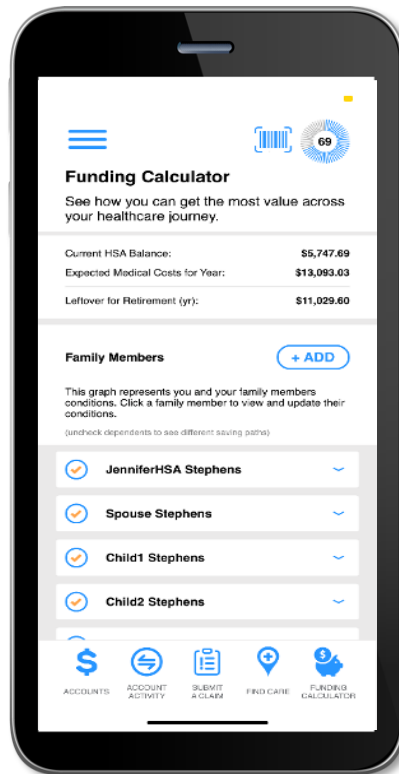 69
Funding Calculator
See how you can get the most value across
your healthcare journey.
Current HSA Balance: $5,747.69
Expected Medical Costs for Year: $13,093.03
Leftover for Retirement (yr): $11,029.60
Family Members + ADD
This graph represents you and your family members
conditions. Click a family member to view and update their
conditions.
(uncheck dependents to see different saving paths)
JenniferHSA Stephens
Spouse Stephens
Child1 Stephens
Child2 Stephens
ACCOUNTS
ACCOUNT
ACTIVITY
SUBMIT
A CLAIM
FIND CARE
FUNDING
CALCULATOR